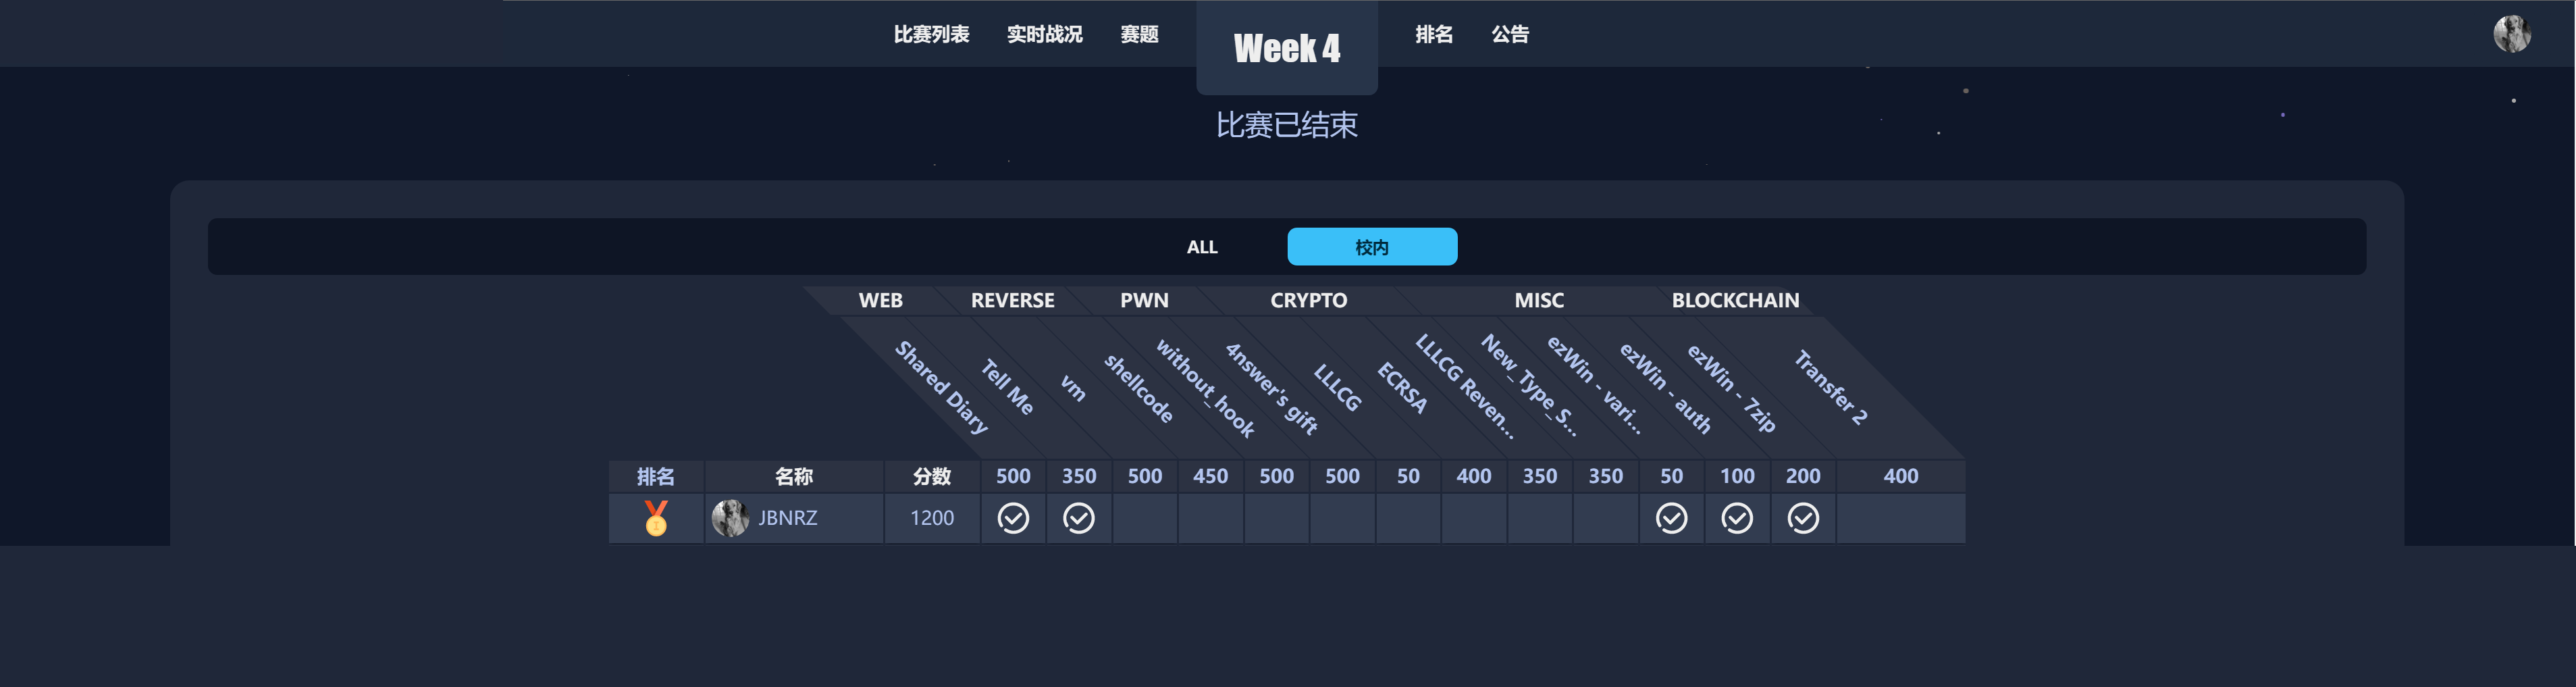 比赛列表 实时战况 赛题 Week 4 排名 公告
比赛已结束
ALL 校内
WEB REVERSE PWN CRYPTO MISC BLOCKCHAIN
Shared Diary
Tell Me
vm
shellcode
without_hook
4nswer's gift
LLLCG
ECRSA
LLLCG Reven...
New_Type_S...
ezWin - vari...
ezWin - auth
ezWin - 7zip
Transfer 2
排名 名称 分数 500 350 500 450 500 500 50 400 350 350 50 100 200 400
JBNRZ 1200